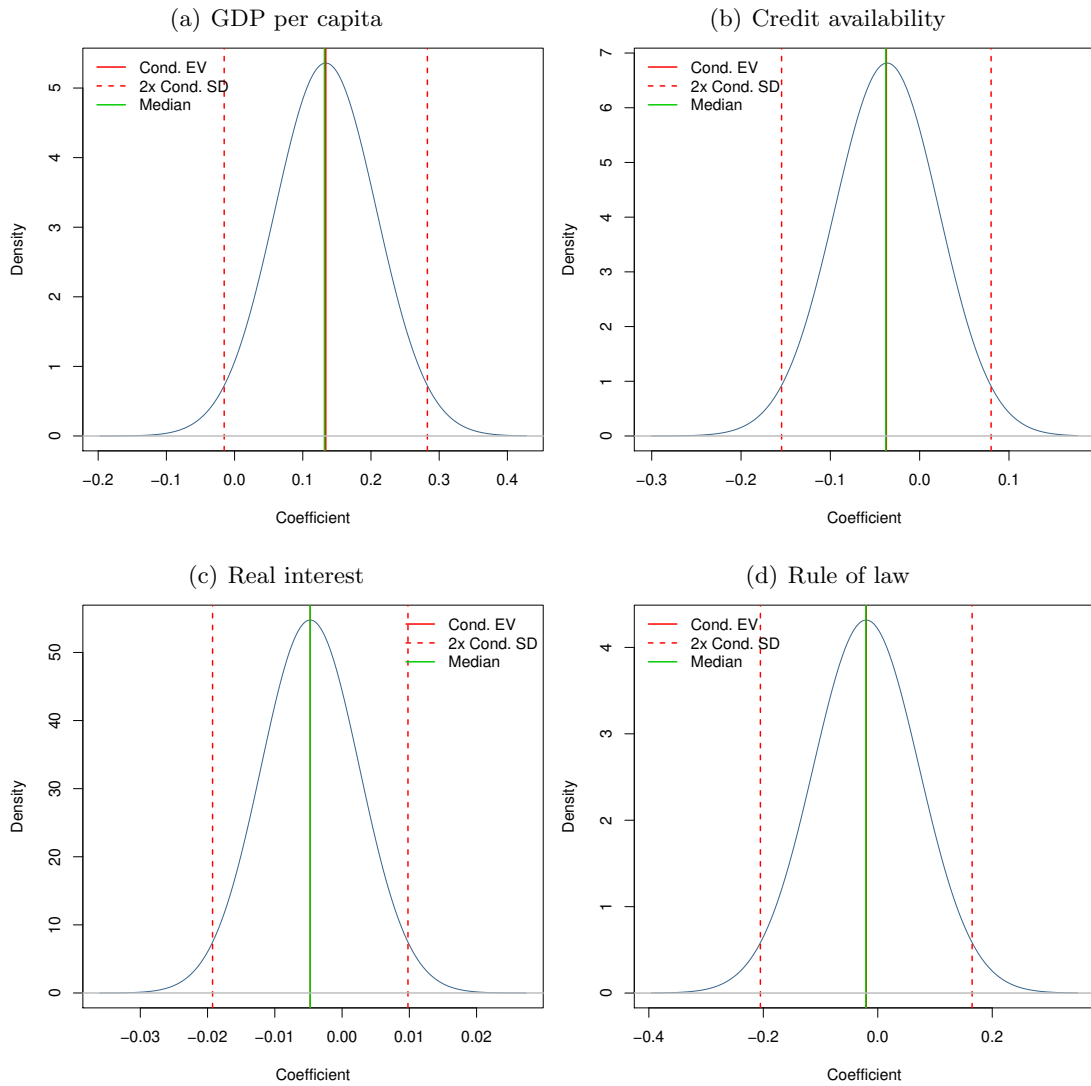 (a) GDP per capita
Cond. EV
2x Cond. SD
Median
Density
0 1 2 3 4 5
−0.2 −0.1 0.0 0.1 0.2 0.3 0.4
Coefficient
(b) Credit availability
Cond. EV
2x Cond. SD
Median
Density
0 1 2 3 4 5 6 7
−0.3 −0.2 −0.1 0.0 0.1
Coefficient
(c) Real interest
Cond. EV
2x Cond. SD
Median
Density
0 10 20 30 40 50
−0.03 −0.02 −0.01 0.00 0.01 0.02
Coefficient
(d) Rule of law
Cond. EV
2x Cond. SD
Median
Density
0 1 2 3 4
−0.4 −0.2 0.0 0.2
Coefficient